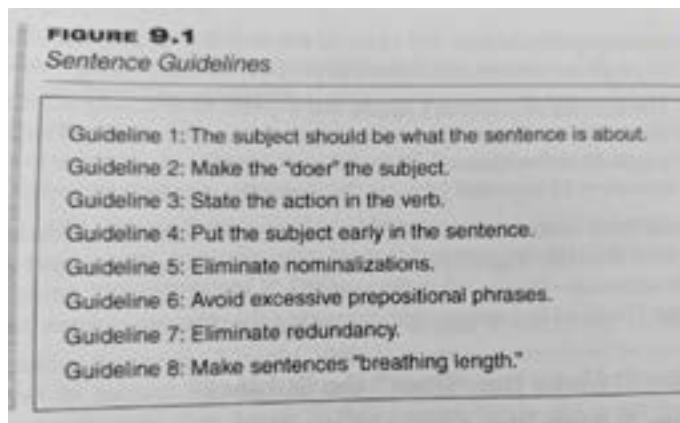 FIGURE 9.1
Sentence Guidelines
Guideline 1: The subject should be what the sentence is about.
Guideline 2: Make the "doer" the subject.
Guideline 3: State the action in the verb.
Guideline 4: Put the subject early in the sentence.
Guideline 5: Eliminate nominalizations.
Guideline 6: Avoid excessive prepositional phrases.
Guideline 7: Eliminate redundancy.
Guideline 8: Make sentences "breathing length."